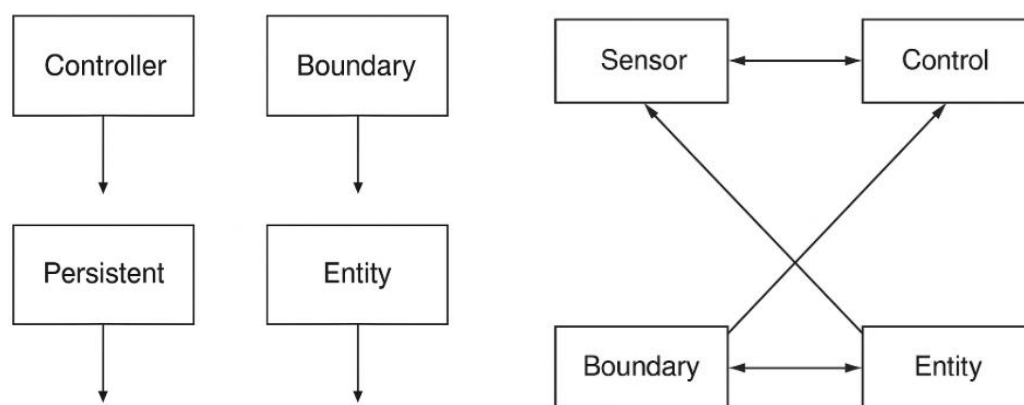 Controller
Boundary
Sensor
Control
Persistent
Entity
Boundary
Entity